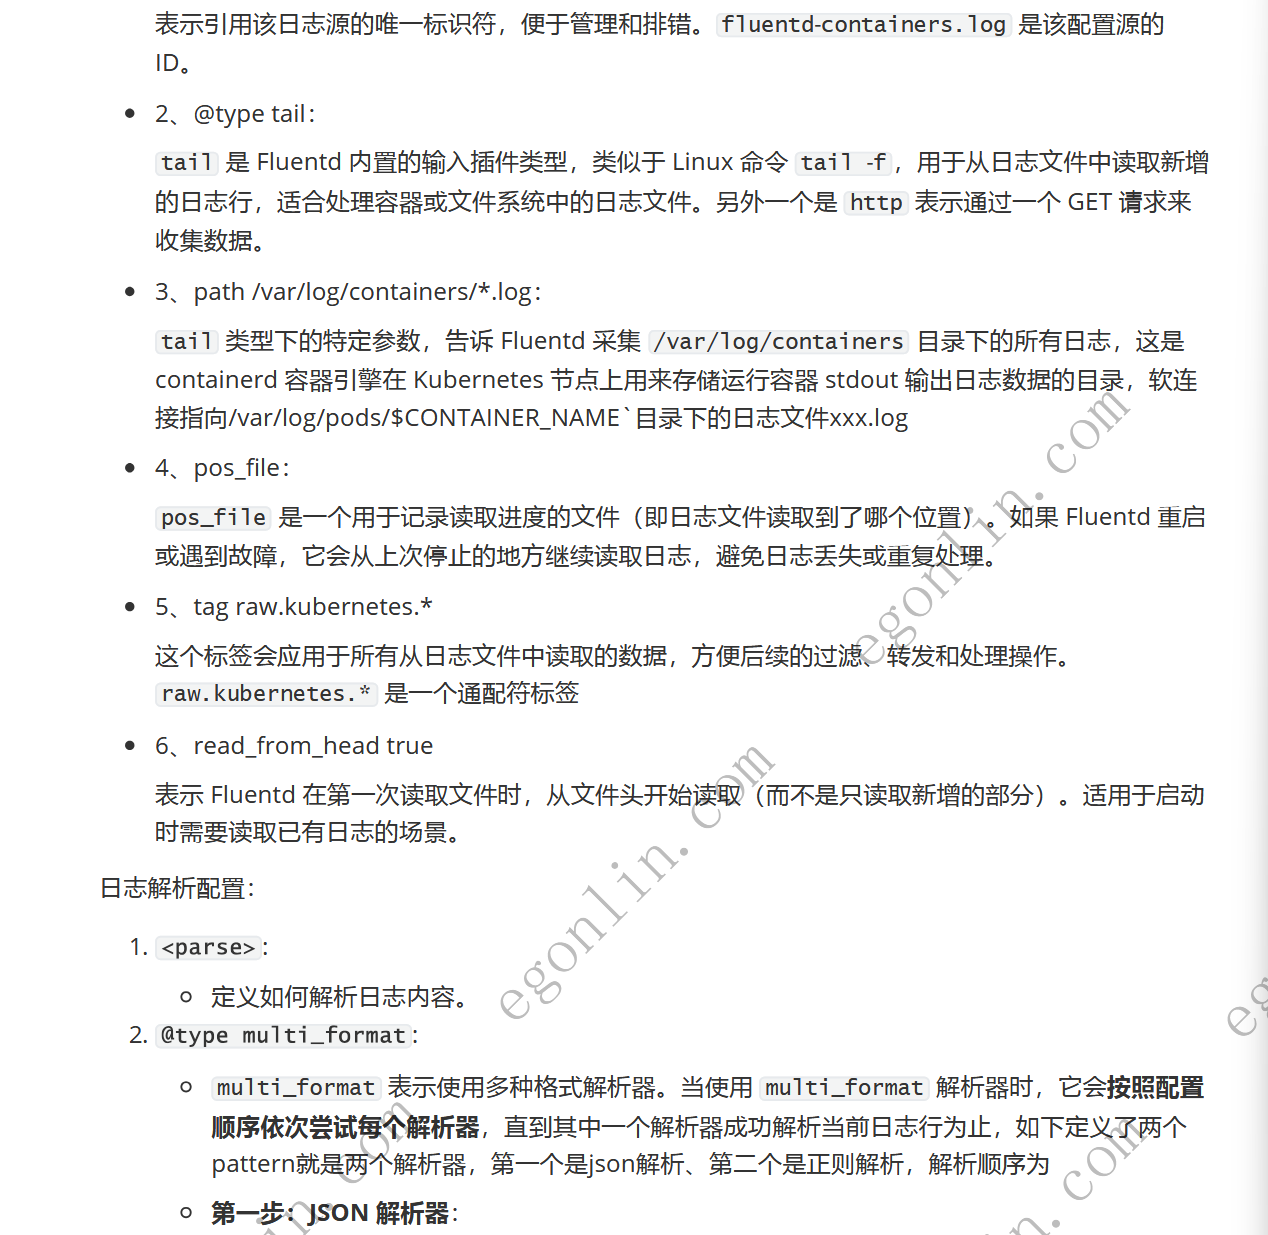 表示引用该日志源的唯一标识符，便于管理和排错。fluentd-containers.log 是该配置源的
ID。
2、@type tail：
tail 是 Fluentd 内置的输入插件类型，类似于 Linux 命令 tail -f，用于从日志文件中读取新增
的日志行，适合处理容器或文件系统中的日志文件。另外一个是 http 表示通过一个 GET 请求来
收集数据。
3、path /var/log/containers/*.log：
tail 类型下的特定参数，告诉 Fluentd 采集 /var/log/containers 目录下的所有日志，这是
containerd 容器引擎在 Kubernetes 节点上用来存储运行容器 stdout 输出日志数据的目录，软连
接指向/var/log/pods/$CONTAINER_NAME`目录下的日志文件xxx.log
4、pos_file：
pos_file 是一个用于记录读取进度的文件（即日志文件读取到了哪个位置）。如果 Fluentd 重启
或遇到故障，它会从上次停止的地方继续读取日志，避免日志丢失或重复处理。
5、tag raw.kubernetes.*
这个标签会应用于所有从日志文件中读取的数据，方便后续的过滤、转发和处理操作。
raw.kubernetes.* 是一个通配符标签
6、read_from_head true
表示 Fluentd 在第一次读取文件时，从文件头开始读取（而不是只读取新增的部分）。适用于启动
时需要读取已有日志的场景。
日志解析配置：
1. <parse>:
定义如何解析日志内容。
2. @type multi_format:
multi_format 表示使用多种格式解析器。当使用 multi_format 解析器时，它会按照配置
顺序依次尝试每个解析器，直到其中一个解析器成功解析当前日志行为止，如下定义了两个
pattern就是两个解析器，第一个是json解析、第二个是正则解析，解析顺序为
第一步：JSON 解析器：
egonlin.com
egonlin.com
eg
in.com
n.com